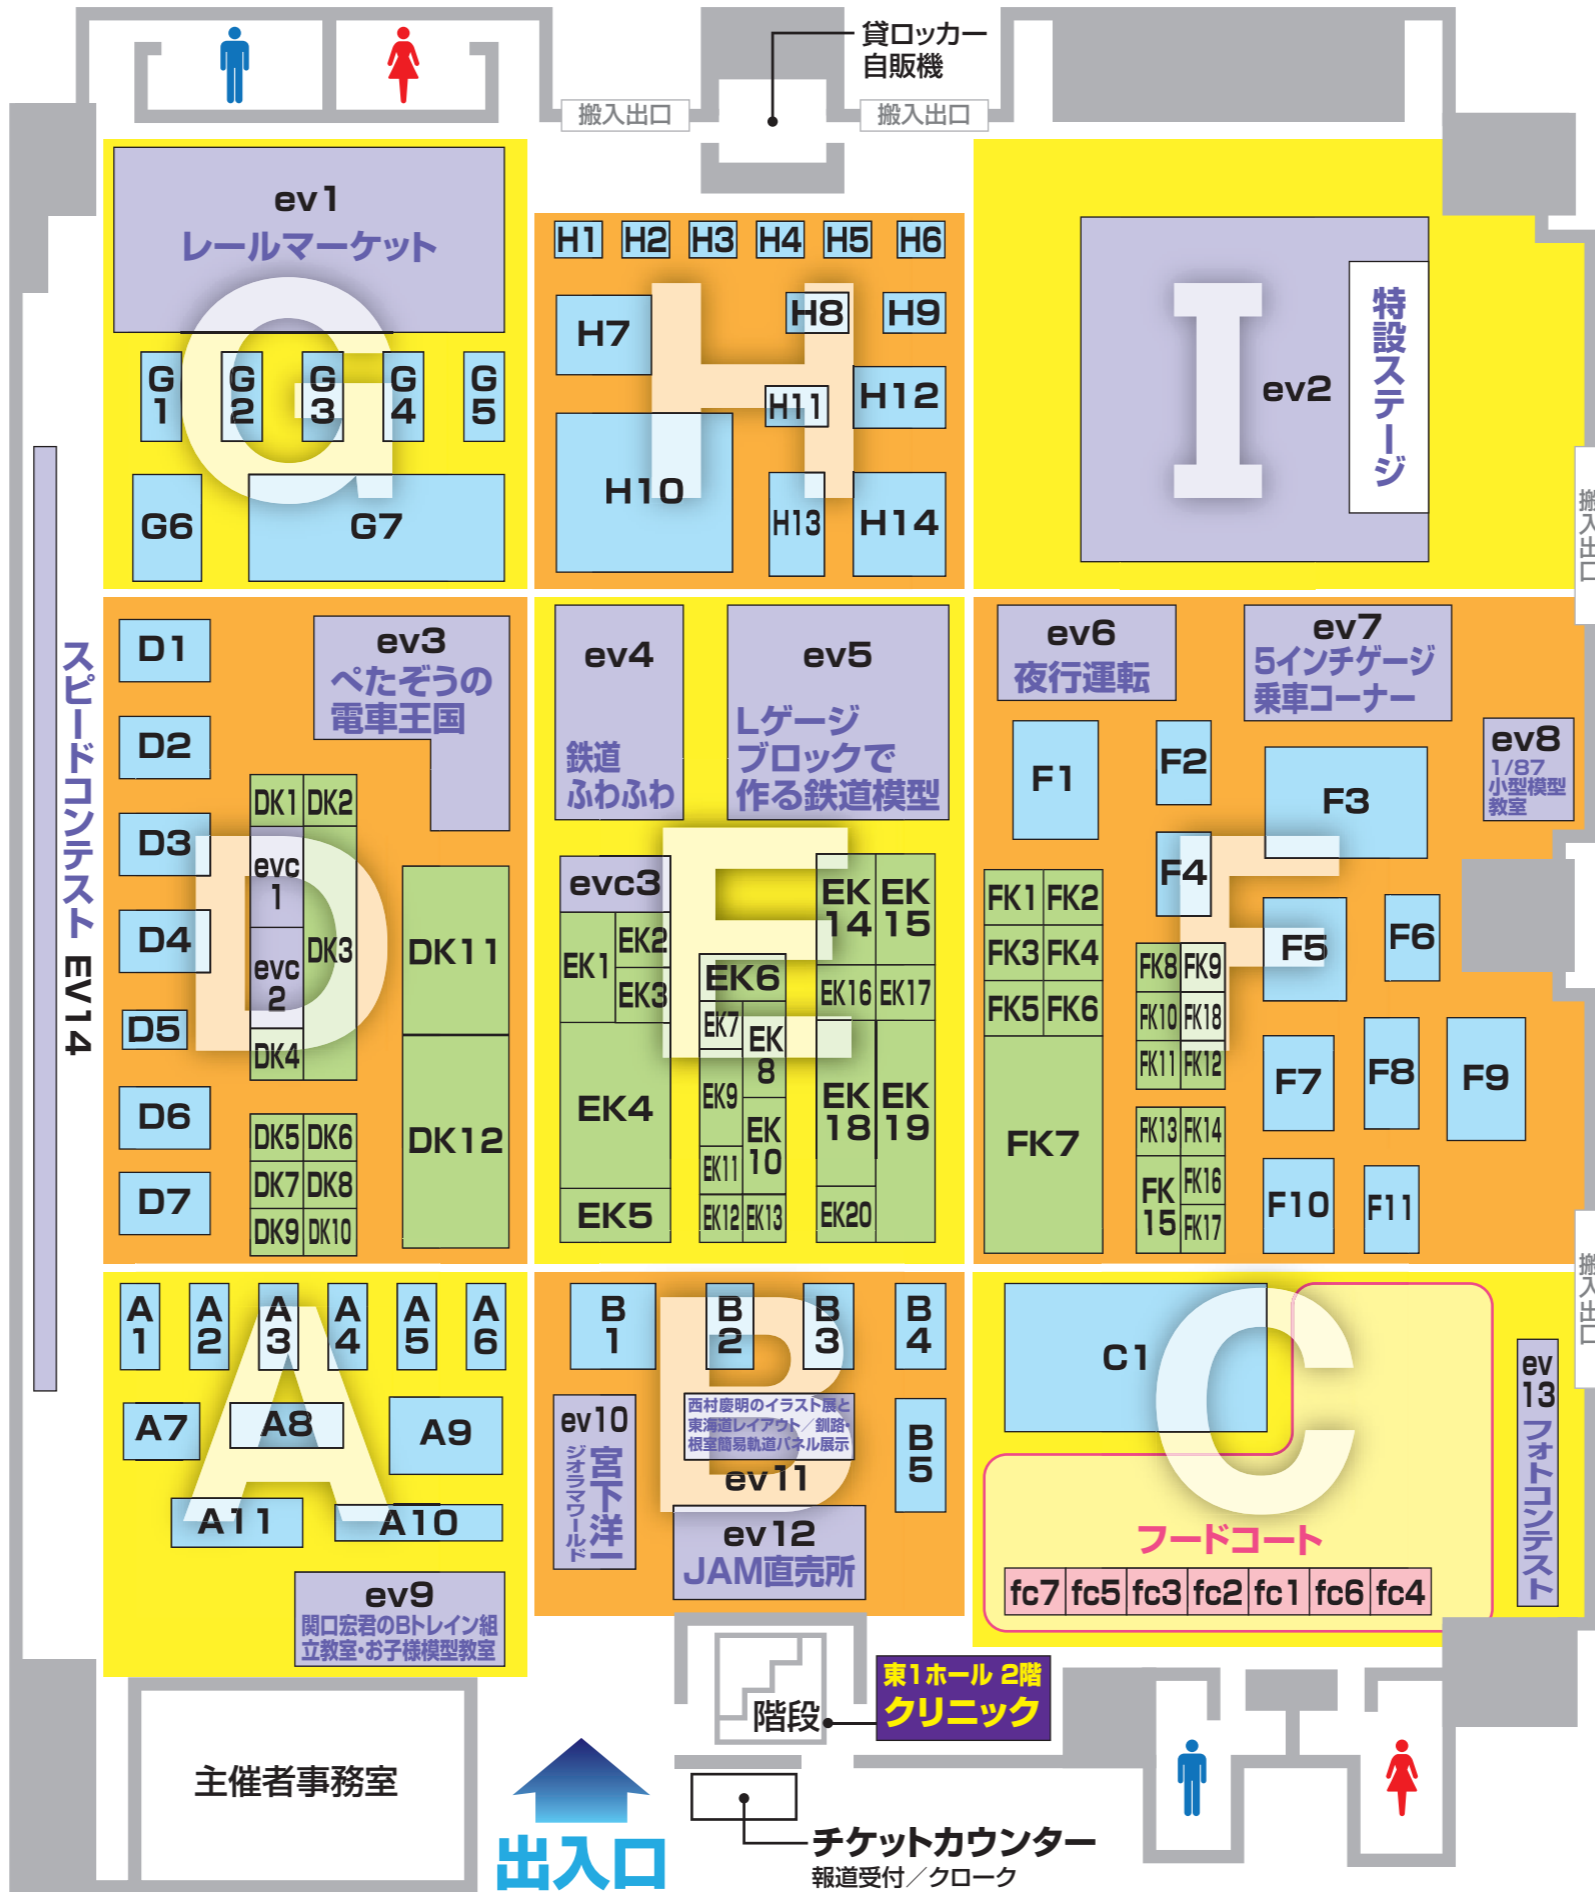 貸ロッカー
自販機
搬入出口
搬入出口
ev1
レールマーケット
G
G
1
G
2
G
3
G
4
G
5
G6
G7
H1
H2
H3
H4
H5
H6
H
H7
H8
H9
H10
H11
H12
H13
H14
I
ev2
特設ステージ
搬入出口
スピードコンテスト EV14
D1
D2
D3
D4
D5
D6
D7
D
ev3
ぺたぞうの
電車王国
DK1
DK2
evc
1
evc
2
DK3
DK4
DK5
DK6
DK7
DK8
DK9
DK10
DK11
DK12
ev4
鉄道
ふわふわ
ev5
Lゲージ
ブロックで
作る鉄道模型
E
evc3
EK1
EK2
EK3
EK4
EK5
EK6
EK7
EK
8
EK9
EK
10
EK11
EK12
EK13
EK
14
EK
15
EK16
EK17
EK
18
EK
19
EK20
ev6
夜行運転
ev7
5インチゲージ
乗車コーナー
ev8
1/87
小型模型
教室
F
F1
F2
F3
F4
F5
F6
F7
F8
F9
F10
F11
FK1
FK2
FK3
FK4
FK5
FK6
FK7
FK8
FK9
FK10
FK18
FK11
FK12
FK13
FK14
FK
15
FK16
FK17
搬入出口
A
A
1
A
2
A
3
A
4
A
5
A
6
A7
A8
A9
A11
A10
ev9
関口宏君のBトレイン組
立教室・お子様模型教室
B
B
1
B
2
B
3
B
4
B
5
ev10
宮下洋一
ジオラマワールド
西村慶明のイラスト展と
東海道レイアウト／釧路・
根室簡易軌道パネル展示
ev11
ev12
JAM直売所
C
C1
フードコート
fc7
fc5
fc3
fc2
fc1
fc6
fc4
ev
13
フォトコンテスト
主催者事務室
階段
東1ホール 2階
クリニック
出入口
チケットカウンター
報道受付／クローク